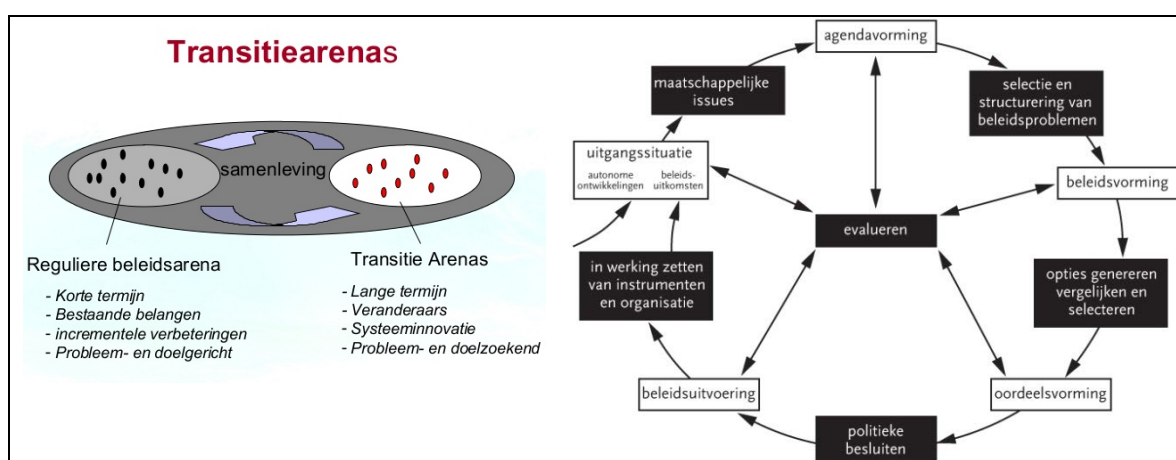 Transitiearenas
samenleving
Reguliere beleidsarena
- Korte termijn
- Bestaande belangen
- incrementele verbeteringen
- Probleem- en doelgericht
Transitie Arenas
- Lange termijn
- Veranderaars
- Systeeminnovatie
- Probleem- en doelzoekend
agendavorming
selectie en
structurering van
beleidsproblemen
beleidsvorming
opties genereren
vergelijken en
selecteren
oordeelsvorming
politieke
besluiten
beleidsuitvoering
in werking zetten
van instrumenten
en organisatie
uitgangssituatie
autonome
ontwikkelingen
beleids-
uitkomsten
maatschappelijke
issues
evalueren